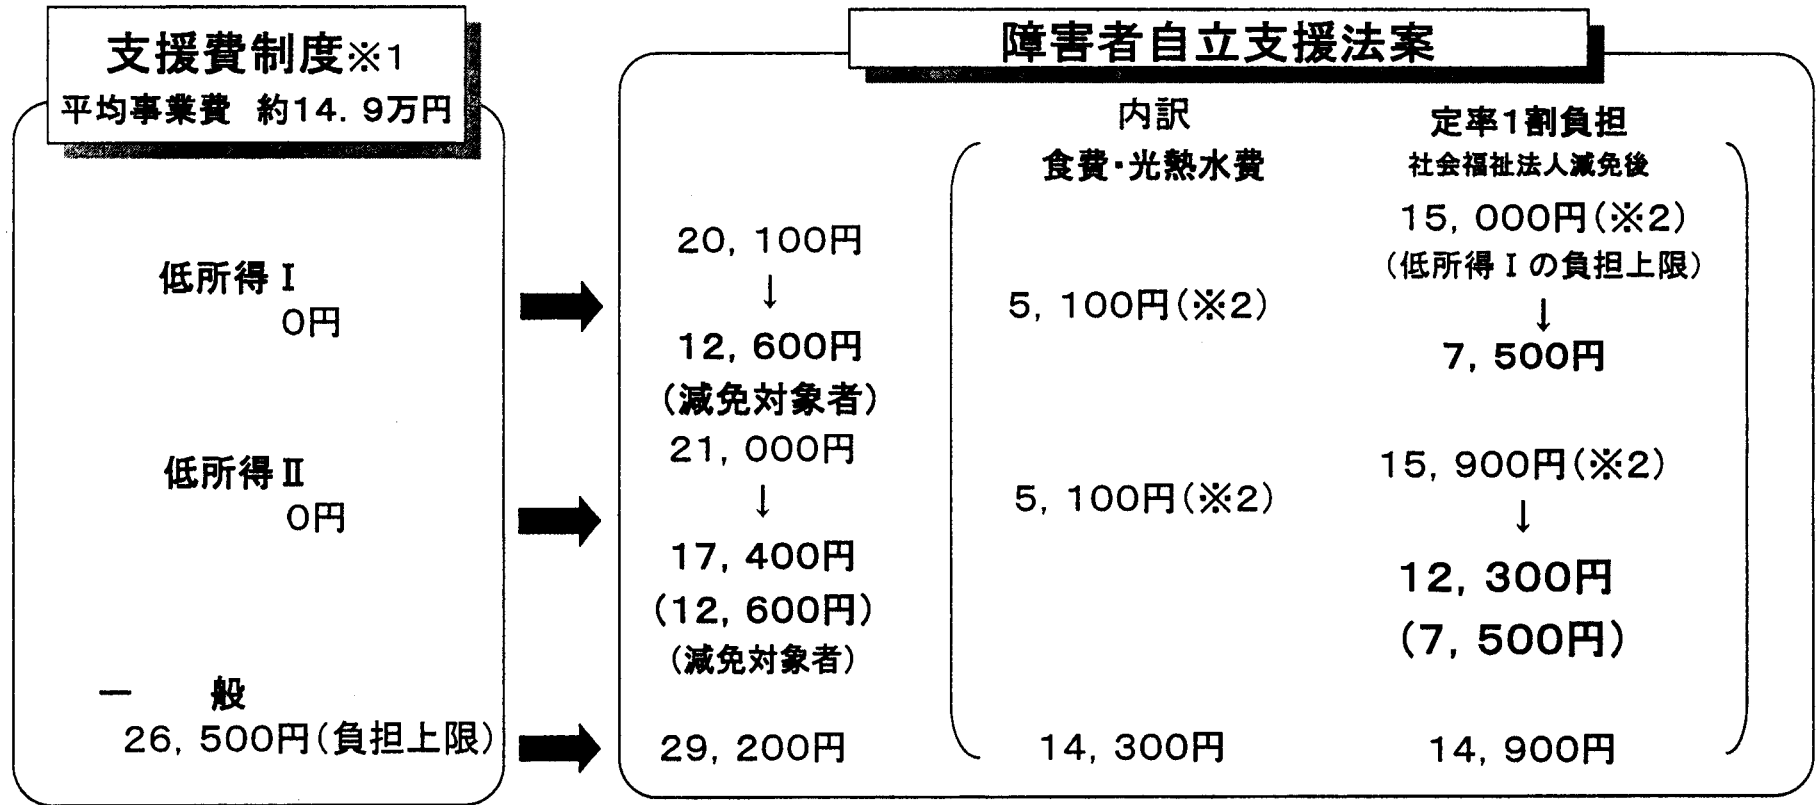 支援費制度※1
平均事業費 約14.9万円
低所得Ⅰ
0円
低所得Ⅱ
0円
一 般
26,500円(負担上限)
障害者自立支援法案
20,100円
↓
12,600円
(減免対象者)
21,000円
↓
17,400円
(12,600円)
(減免対象者)
29,200円
内訳
食費・光熱水費
5,100円(※2)
5,100円(※2)
14,300円
定率1割負担
社会福祉法人減免後
15,000円(※2)
(低所得Ⅰの負担上限)
↓
7,500円
15,900円(※2)
↓
12,300円
(7,500円)
14,900円